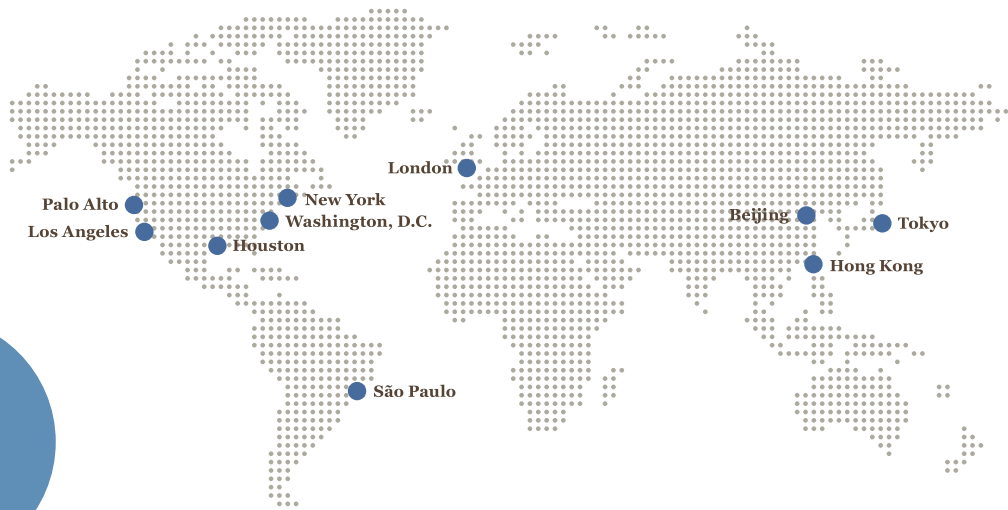 London
Palo Alto
New York
Washington, D.C.
Los Angeles
Houston
Beijing
Tokyo
Hong Kong
São Paulo